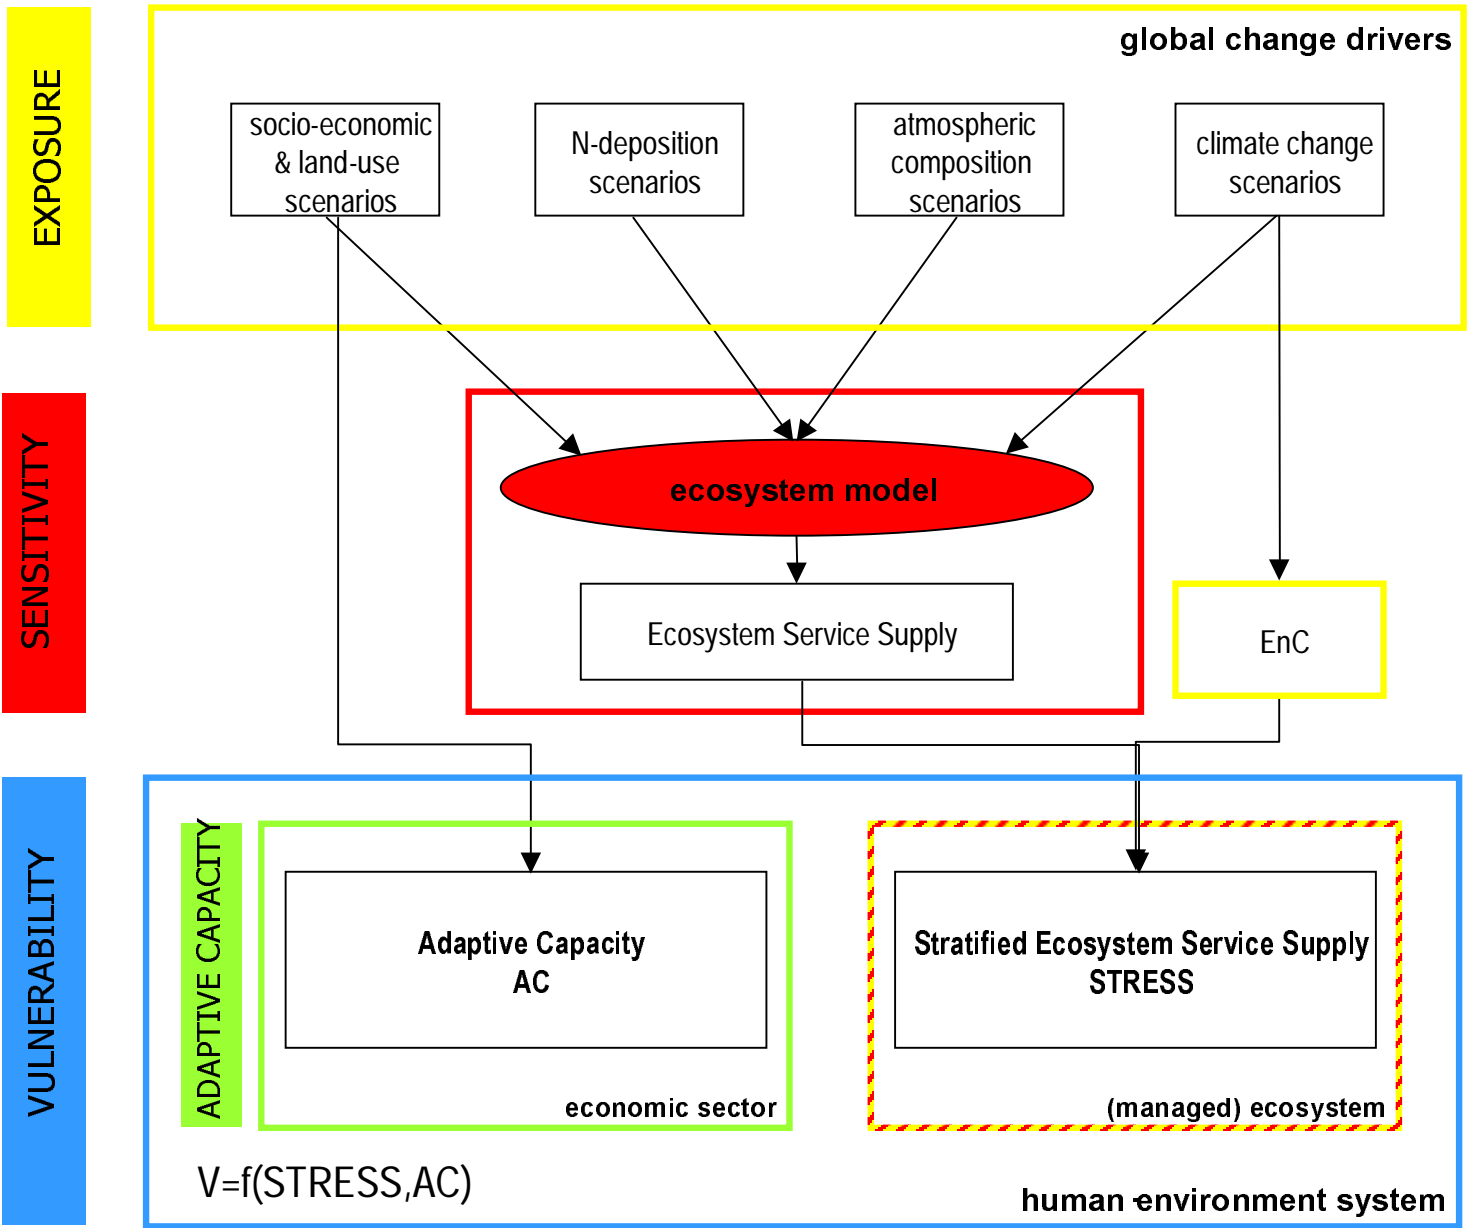 EXPOSURE
global change drivers
socio-economic
& land-use
scenarios
N-deposition
scenarios
atmospheric
composition
scenarios
climate change
scenarios
SENSITIVITY
ecosystem model
Ecosystem Service Supply
EnC
VULNERABILITY
ADAPTIVE CAPACITY
Adaptive Capacity
AC
economic sector
Stratified Ecosystem Service Supply
STRESS
(managed) ecosystem
V=f(STRESS,AC)
human-environment system